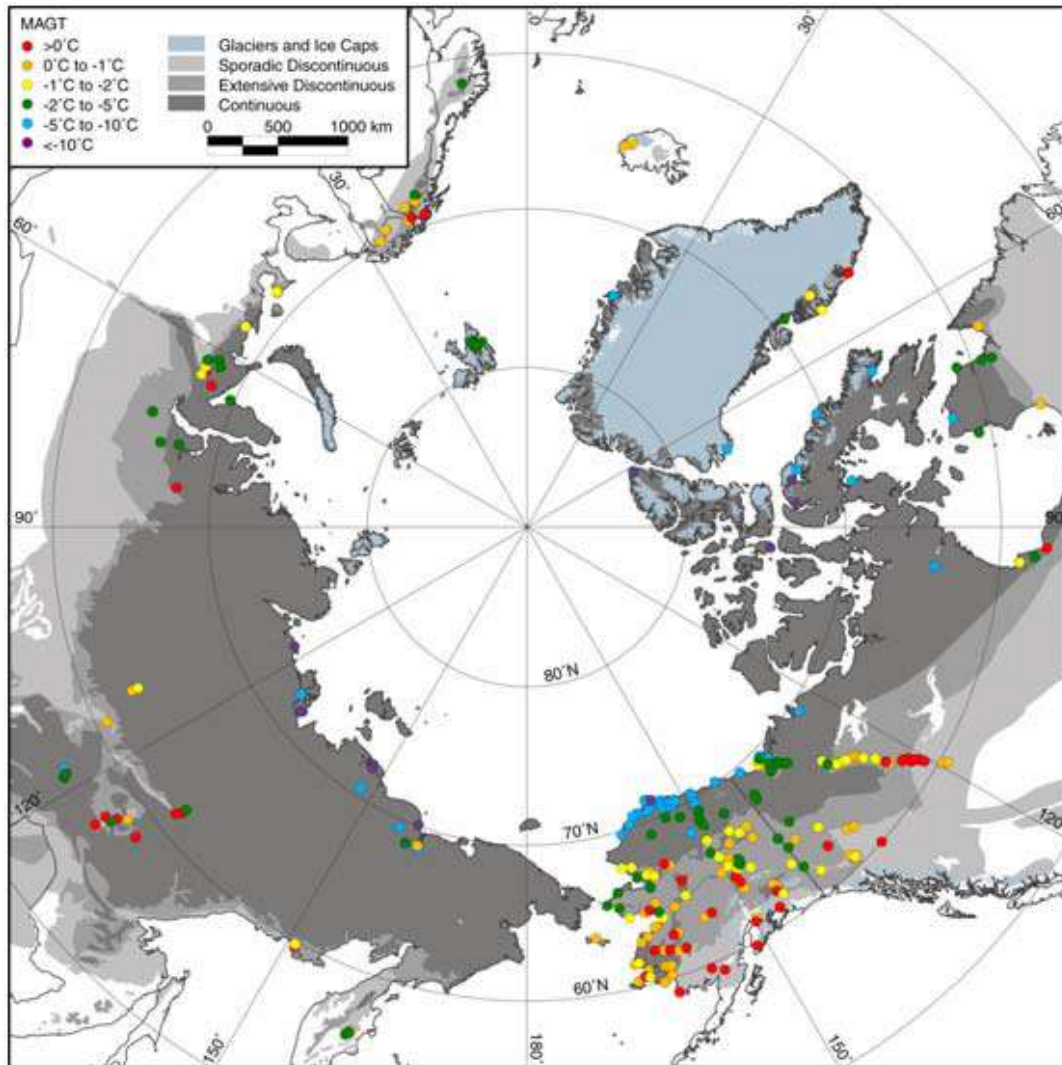 MAGT
>0˚C
0˚C to -1˚C
-1˚C to -2˚C
-2˚C to -5˚C
-5˚C to -10˚C
<-10˚C
Glaciers and Ice Caps
Sporadic Discontinuous
Extensive Discontinuous
Continuous
0 500 1000 km
0˚
30˚
30˚
60˚
60˚
90˚
80˚N
120˚
70˚N
120˚
60˚N
150˚
180˚
150˚